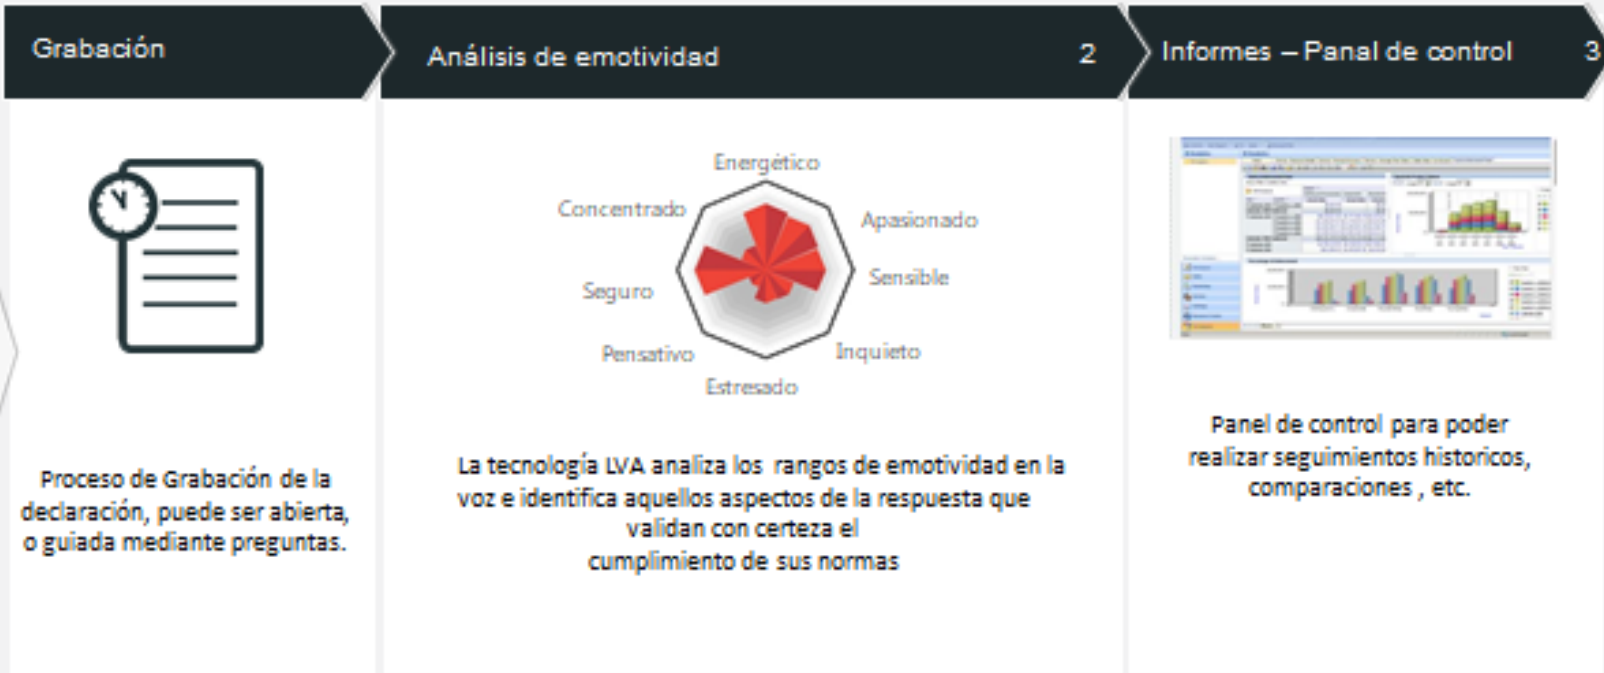 Grabación
Análisis de emotividad 2
Informes – Panal de control 3
Energético
Concentrado
Apasionado
Sensible
Seguro
Pensativo
Inquieto
Estresado
Proceso de Grabación de la
declaración, puede ser abierta,
o guiada mediante preguntas.
La tecnología LVA analiza los rangos de emotividad en la
voz e identifica aquellos aspectos de la respuesta que
validan con certeza el
cumplimiento de sus normas
Panel de control para poder
realizar seguimientos historicos,
comparaciones , etc.